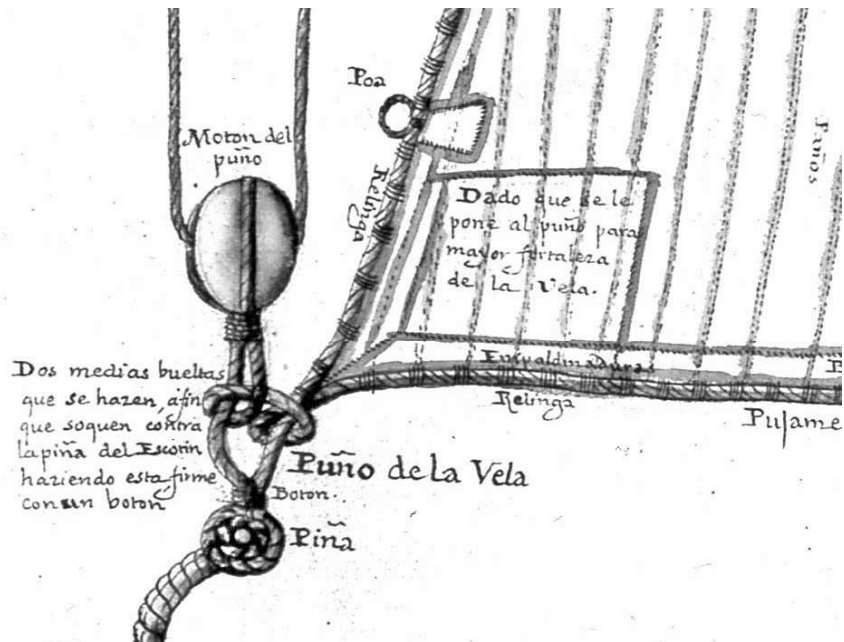 Poa
Moton del
puño
Relinga
Paños
Dado que se le
pone al puño para
mayor fortaleza
de la Vela.
Dos medias bueltas
que se hazen, afin
que soquen contra
la piña del Escotin
haziendo esta firme
con un boton
Relinga
Pujame
Puño de la Vela
Boton.
Piña